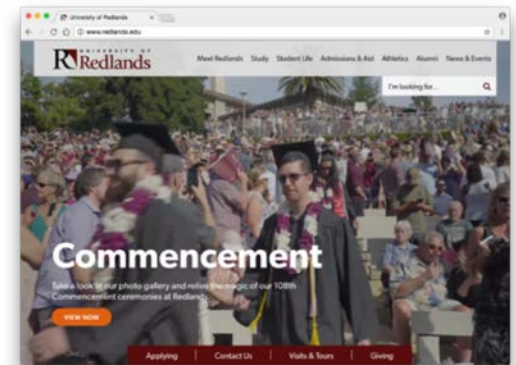 University of Redlands
www.redlands.edu
UNIVERSITY OF
R Redlands
Meet Redlands Study Student Life Admissions & Aid Athletics Alumni News & Events
I'm looking for...
Commencement
Take a look at our photo gallery and relive the magic of our 108th
Commencement ceremonies at Redlands.
VIEW NOW
Applying | Contact Us | Visits & Tours | Giving